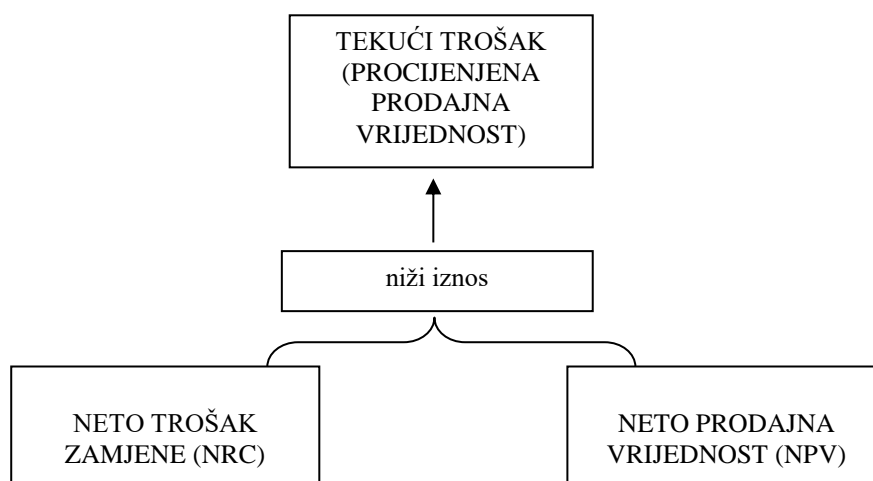 TEKUĆI TROŠAK
(PROCIJENJENA
PRODAJNA
VRIJEDNOST)
niži iznos
NETO TROŠAK
ZAMJENE (NRC)
NETO PRODAJNA
VRIJEDNOST (NPV)